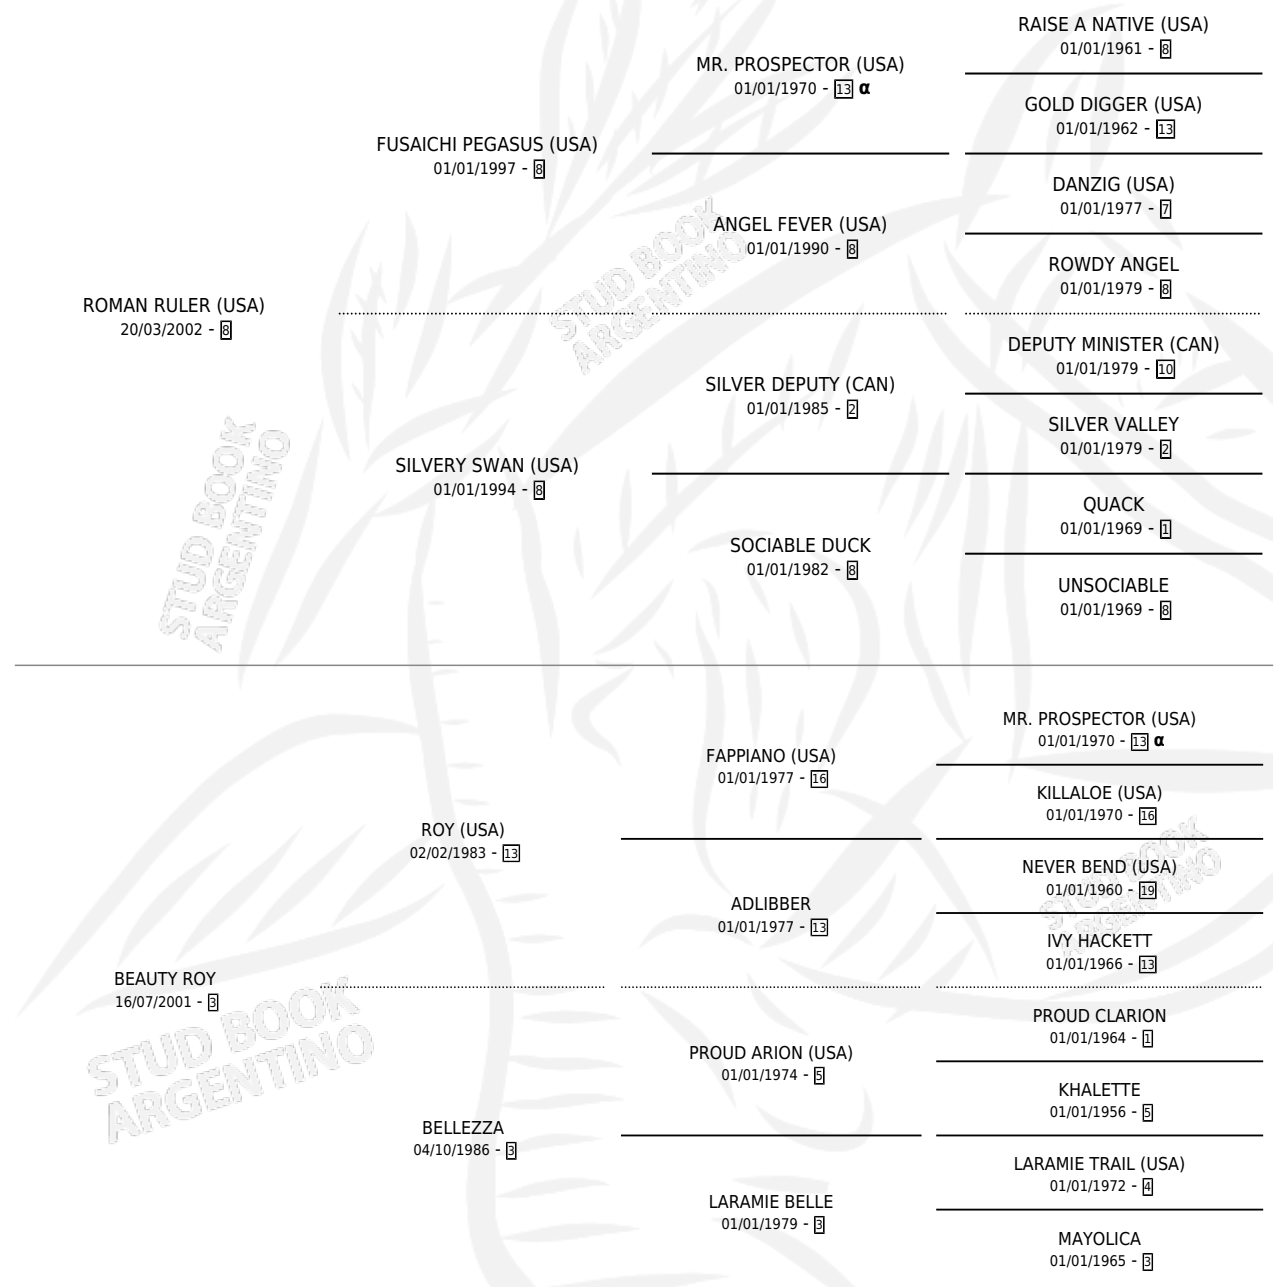 RAISE A NATIVE (USA)
01/01/1961 - 8
MR. PROSPECTOR (USA)
01/01/1970 - 13 α
GOLD DIGGER (USA)
01/01/1962 - 13
FUSAICHI PEGASUS (USA)
01/01/1997 - 8
DANZIG (USA)
01/01/1977 - 7
ANGEL FEVER (USA)
01/01/1990 - 8
ROWDY ANGEL
01/01/1979 - 8
STUD BOOK
ARGENTINO
ROMAN RULER (USA)
20/03/2002 - 8
DEPUTY MINISTER (CAN)
01/01/1979 - 10
SILVER DEPUTY (CAN)
01/01/1985 - 2
SILVER VALLEY
01/01/1979 - 2
SILVERY SWAN (USA)
01/01/1994 - 8
QUACK
01/01/1969 - 1
SOCIABLE DUCK
01/01/1982 - 8
UNSOCIABLE
01/01/1969 - 8
STUD BOOK
ARGENTINO
MR. PROSPECTOR (USA)
01/01/1970 - 13 α
FAPPIANO (USA)
01/01/1977 - 16
KILLALOE (USA)
01/01/1970 - 16
ROY (USA)
02/02/1983 - 13
NEVER BEND (USA)
01/01/1960 - 19
ADLIBBER
01/01/1977 - 13
IVY HACKETT
01/01/1966 - 13
STUD BOOK
ARGENTINO
BEAUTY ROY
16/07/2001 - 3
PROUD CLARION
01/01/1964 - 1
PROUD ARION (USA)
01/01/1974 - 5
KHALETTE
01/01/1956 - 5
STUD BOOK
ARGENTINO
BELLEZZA
04/10/1986 - 3
LARAMIE TRAIL (USA)
01/01/1972 - 4
LARAMIE BELLE
01/01/1979 - 3
MAYOLICA
01/01/1965 - 3